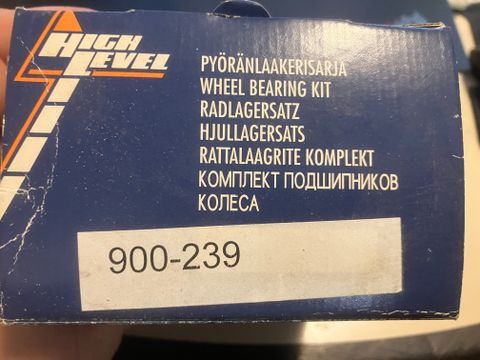 HIGH
LEVEL
PYÖRÄNLAAKERISARJA
WHEEL BEARING KIT
RADLAGERSATZ
HJULLAGERSATS
RATTALAAGRITE KOMPLEKT
КОМПЛЕКТ ПОДШИПНИКОВ
КОЛЕСА
900-239